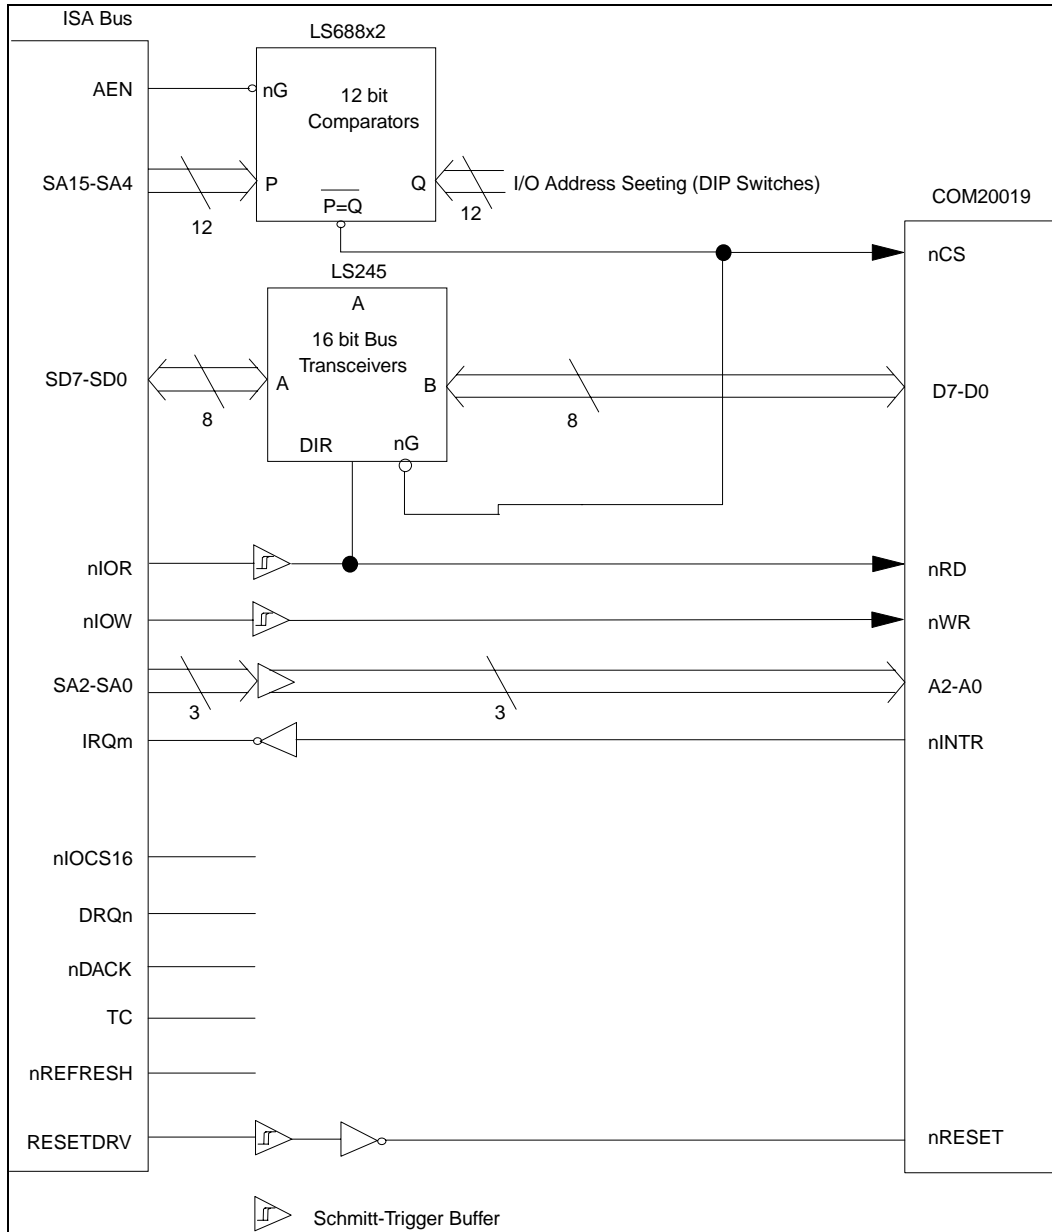 ISA Bus
LS688x2
AEN
nG
12 bit
Comparators
SA15-SA4
12
P
Q
12
I/O Address Seeting (DIP Switches)
P=Q
COM20019
nCS
LS245
A
16 bit Bus
Transceivers
SD7-SD0
8
A
B
8
D7-D0
DIR
nG
nIOR
nRD
nIOW
nWR
SA2-SA0
3
3
A2-A0
IRQm
nINTR
nIOCS16
DRQn
nDACK
TC
nREFRESH
RESETDRV
nRESET
Schmitt-Trigger Buffer